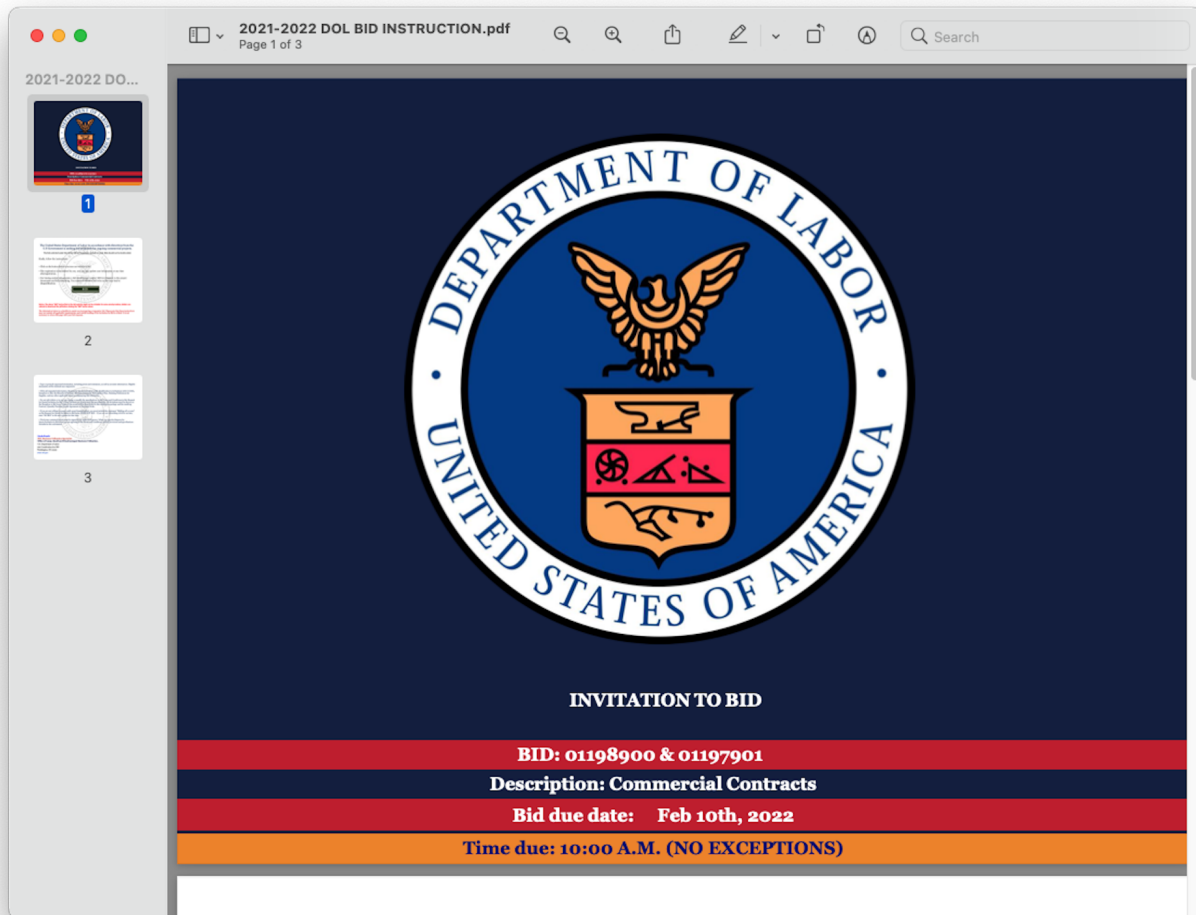 2021-2022 DOL BID INSTRUCTION.pdf
Page 1 of 3
Search
2021-2022 DO...
1
2
3
DEPARTMENT OF LABOR
UNITED STATES OF AMERICA
INVITATION TO BID
BID: 01198900 & 01197901
Description: Commercial Contracts
Bid due date: Feb 10th, 2022
Time due: 10:00 A.M. (NO EXCEPTIONS)